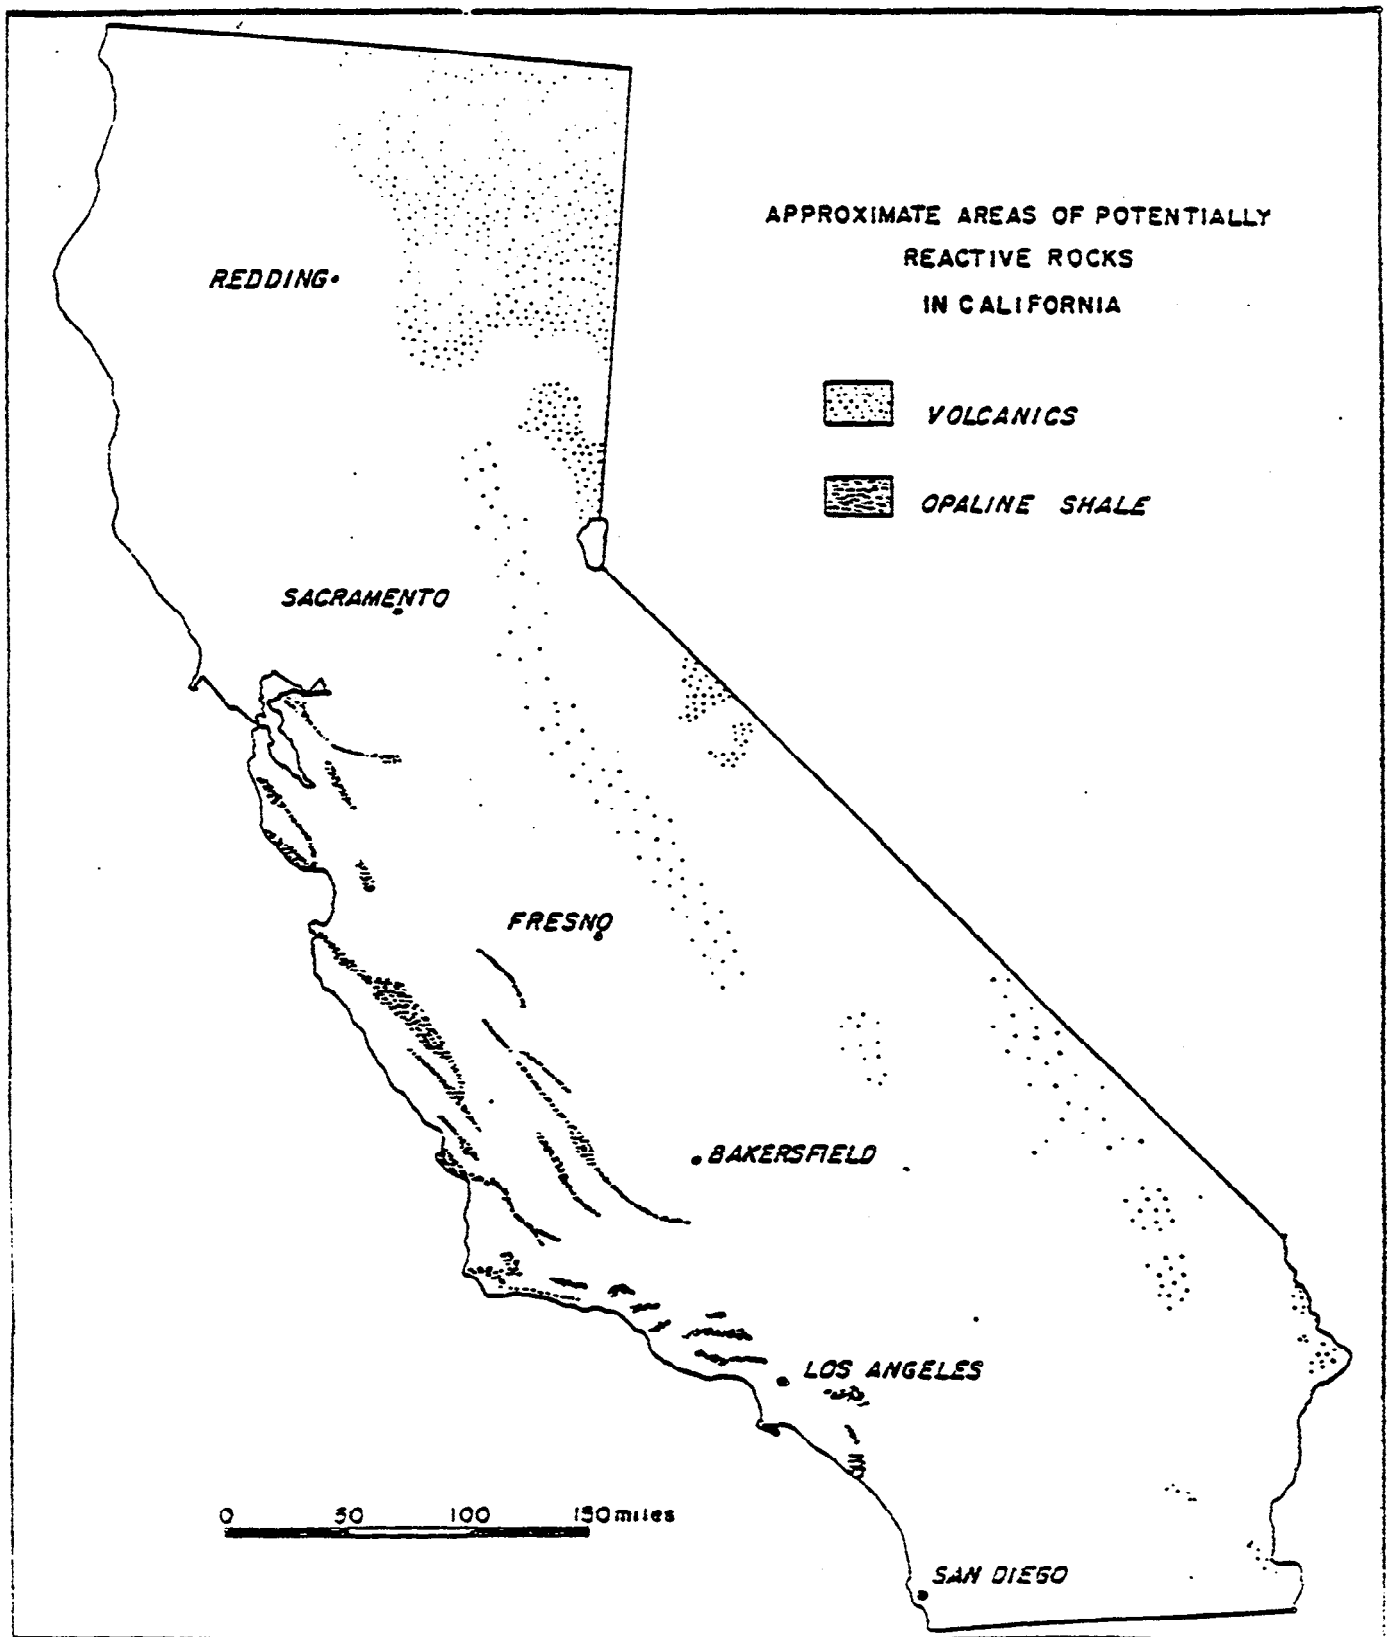 APPROXIMATE AREAS OF POTENTIALLY
REACTIVE ROCKS
IN CALIFORNIA
VOLCANICS
OPALINE SHALE
REDDING
SACRAMENTO
FRESNO
BAKERSFIELD
LOS ANGELES
SAN DIEGO
0 50 100 150 miles